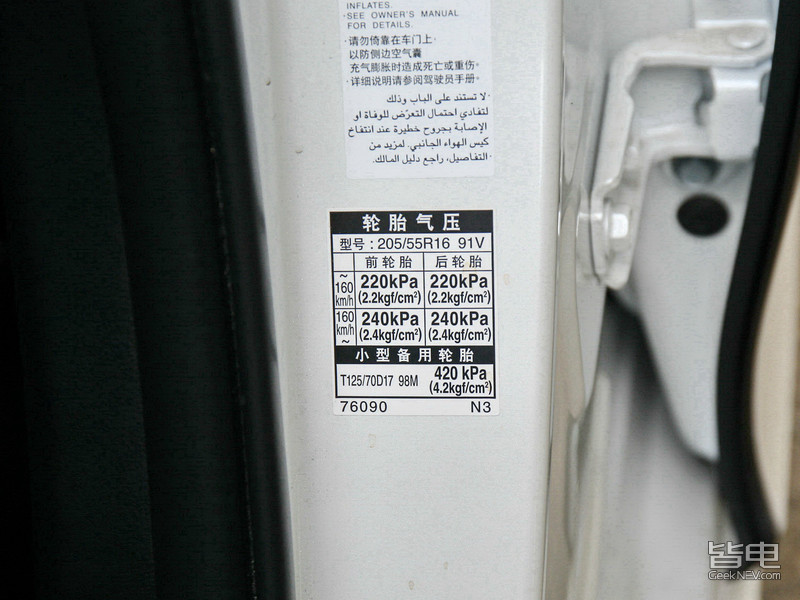 INFLATES.
·SEE OWNER'S MANUAL
FOR DETAILS.
·请勿倚靠在车门上·
以防侧边空气囊
充气膨胀时造成死亡或重伤。
·详细说明请参阅驾驶员手册。
·لا تستند على الباب وذلك
لتفادي احتمال التعرّض للوفاة او
الإصابة بجروح خطيرة عند انتفاخ
كيس الهواء الجانبي. لمزيد من
التفاصيل، راجع دليل المالك.
轮胎气压
型号: 205/55R16 91V
前轮胎 后轮胎
~160 km/h 220kPa (2.2kgf/cm²) 220kPa (2.2kgf/cm²)
160 km/h~ 240kPa (2.4kgf/cm²) 240kPa (2.4kgf/cm²)
小型备用轮胎
T125/70D17 98M 420 kPa (4.2kgf/cm²)
76090 N3
皆电
GeekNEV.com